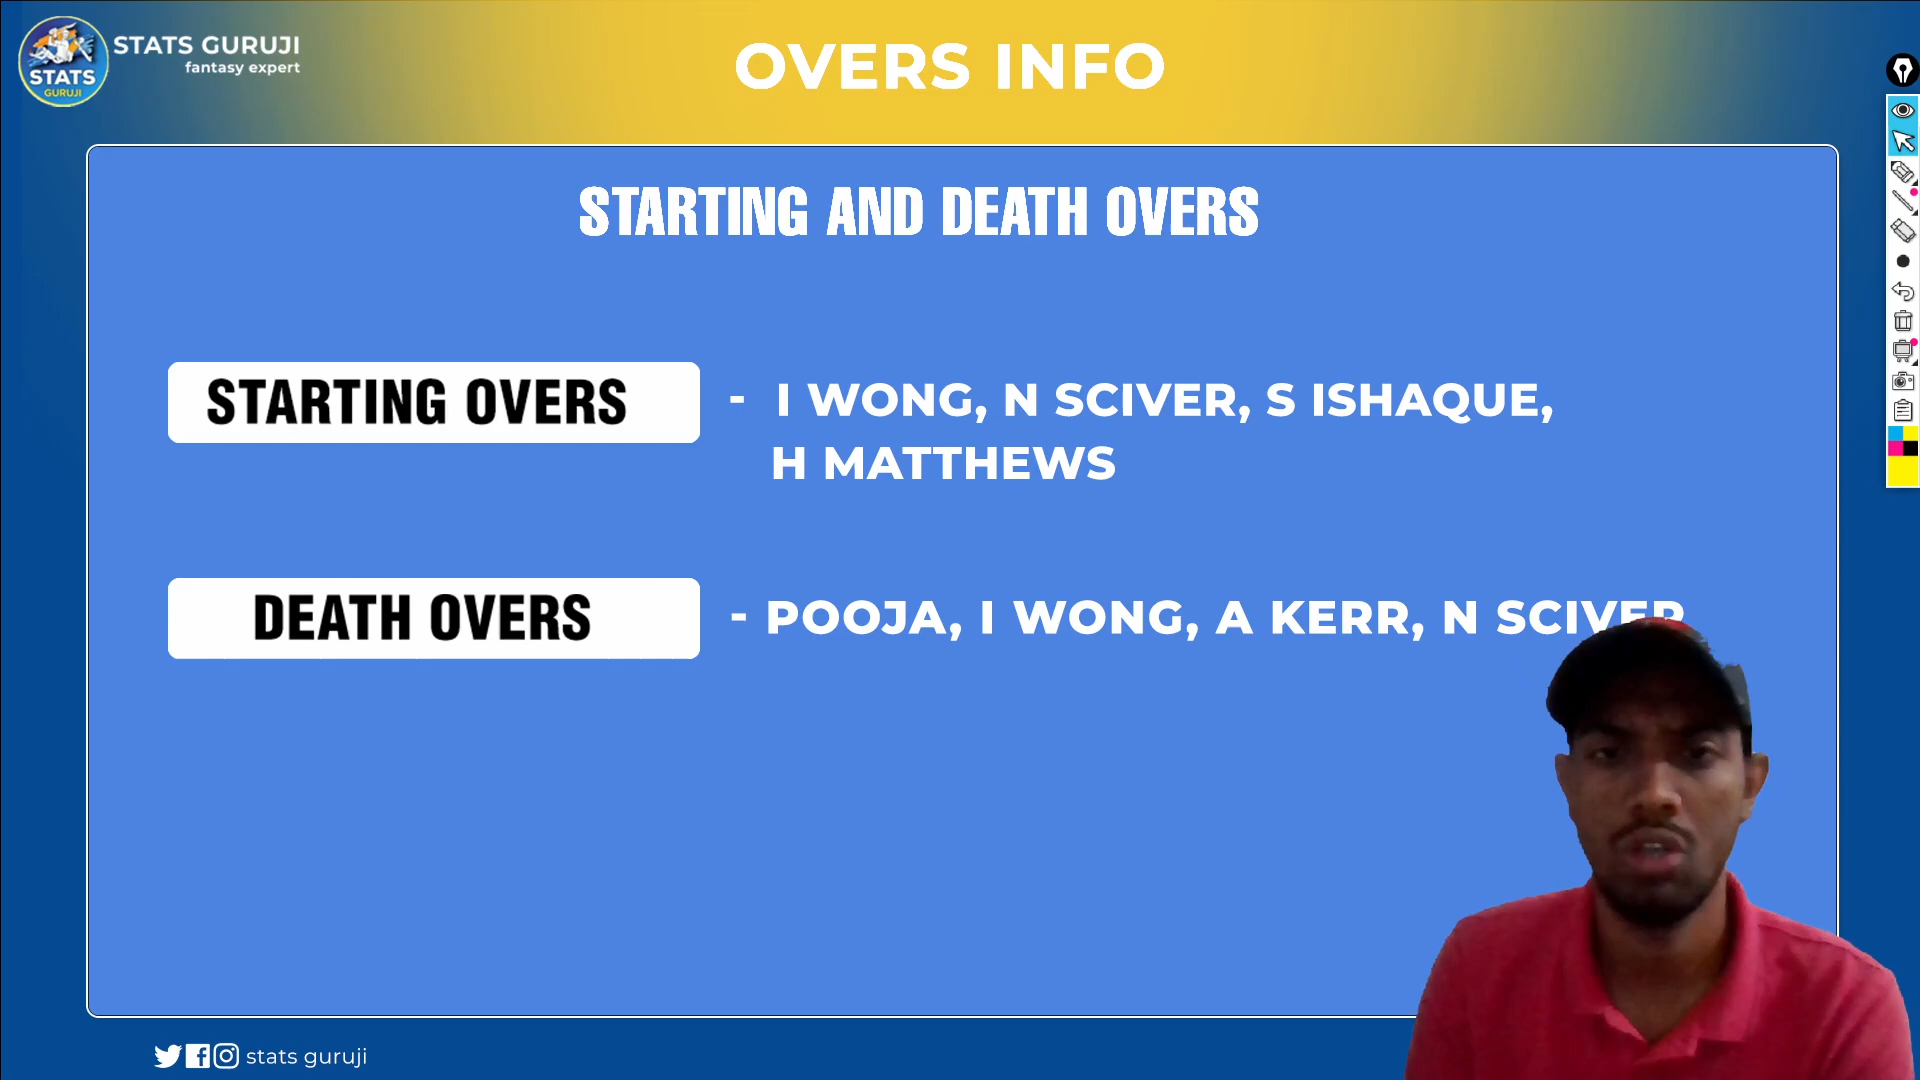 STATS GURUJI
fantasy expert
STATS
GURUJI
OVERS INFO
STARTING AND DEATH OVERS
STARTING OVERS - I WONG, N SCIVER, S ISHAQUE,
H MATTHEWS
DEATH OVERS - POOJA, I WONG, A KERR, N SCIVER
stats guruji